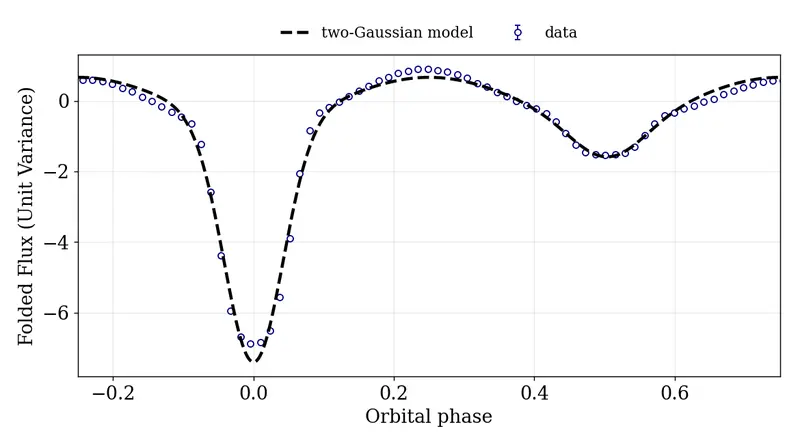 two-Gaussian model data
0
−2
−4
−6
Folded Flux (Unit Variance)
−0.2 0.0 0.2 0.4 0.6
Orbital phase